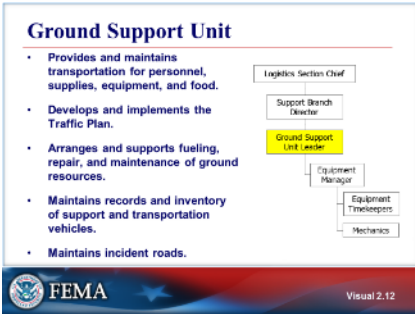 Ground Support Unit
• Provides and maintains
transportation for personnel,
supplies, equipment, and food.
• Develops and implements the
Traffic Plan.
• Arranges and supports fueling,
repair, and maintenance of ground
resources.
• Maintains records and inventory
of support and transportation
vehicles.
• Maintains incident roads.
Logistics Section Chief
Support Branch
Director
Ground Support
Unit Leader
Equipment
Manager
Equipment
Timekeepers
Mechanics
FEMA
Visual 2.12